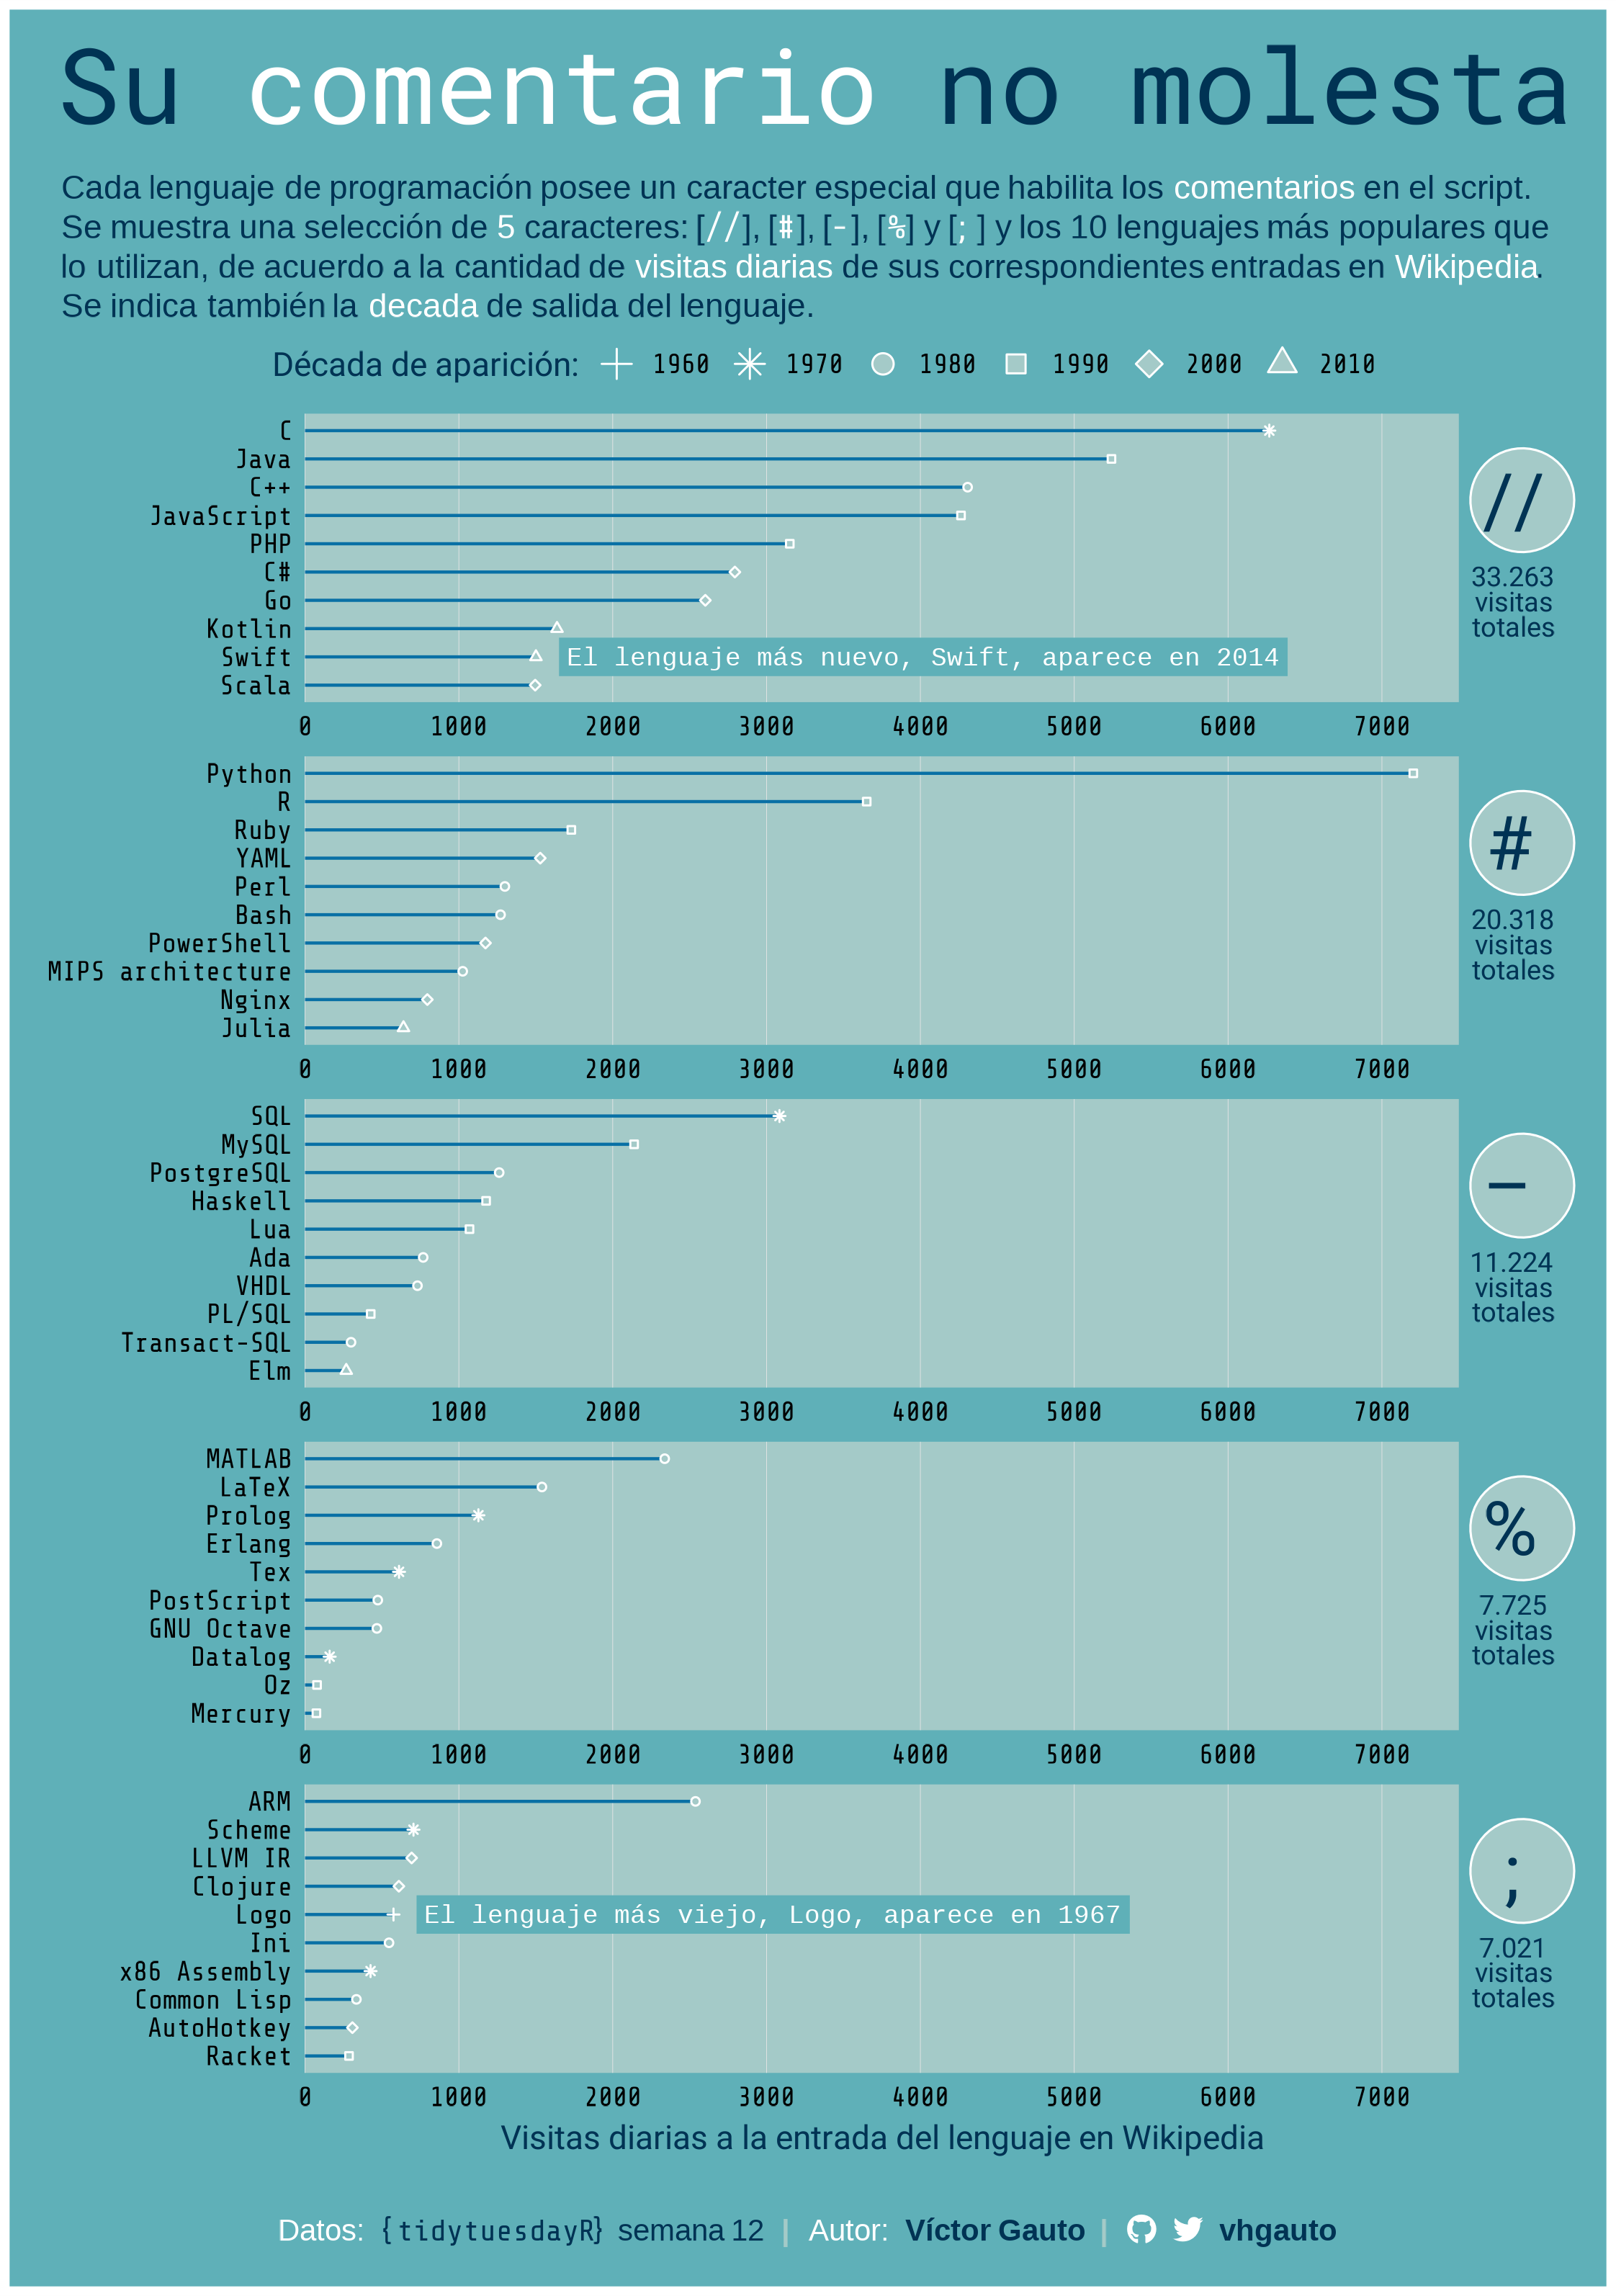 Su comentario no molesta
Cada lenguaje de programación posee un caracter especial que habilita los comentarios en el script.
Se muestra una selección de 5 caracteres: [//], [#], [-], [%] y [; ] y los 10 lenguajes más populares que
lo utilizan, de acuerdo a la cantidad de visitas diarias de sus correspondientes entradas en Wikipedia.
Se indica también la decada de salida del lenguaje.
Década de aparición: 1960 1970 1980 1990 2000 2010
C
Java
C++
JavaScript
PHP
C#
Go
Kotlin
Swift
El lenguaje más nuevo, Swift, aparece en 2014
Scala
0 1000 2000 3000 4000 5000 6000 7000
//
33.263
visitas
totales
Python
R
Ruby
YAML
Perl
Bash
PowerShell
MIPS architecture
Nginx
Julia
0 1000 2000 3000 4000 5000 6000 7000
#
20.318
visitas
totales
SQL
MySQL
PostgreSQL
Haskell
Lua
Ada
VHDL
PL/SQL
Transact-SQL
Elm
0 1000 2000 3000 4000 5000 6000 7000
-
11.224
visitas
totales
MATLAB
LaTeX
Prolog
Erlang
Tex
PostScript
GNU Octave
Datalog
Oz
Mercury
0 1000 2000 3000 4000 5000 6000 7000
%
7.725
visitas
totales
ARM
Scheme
LLVM IR
Clojure
Logo
El lenguaje más viejo, Logo, aparece en 1967
Ini
x86 Assembly
Common Lisp
AutoHotkey
Racket
0 1000 2000 3000 4000 5000 6000 7000
;
7.021
visitas
totales
Visitas diarias a la entrada del lenguaje en Wikipedia
Datos: {tidytuesdayR} semana 12 | Autor: Víctor Gauto | vhgauto